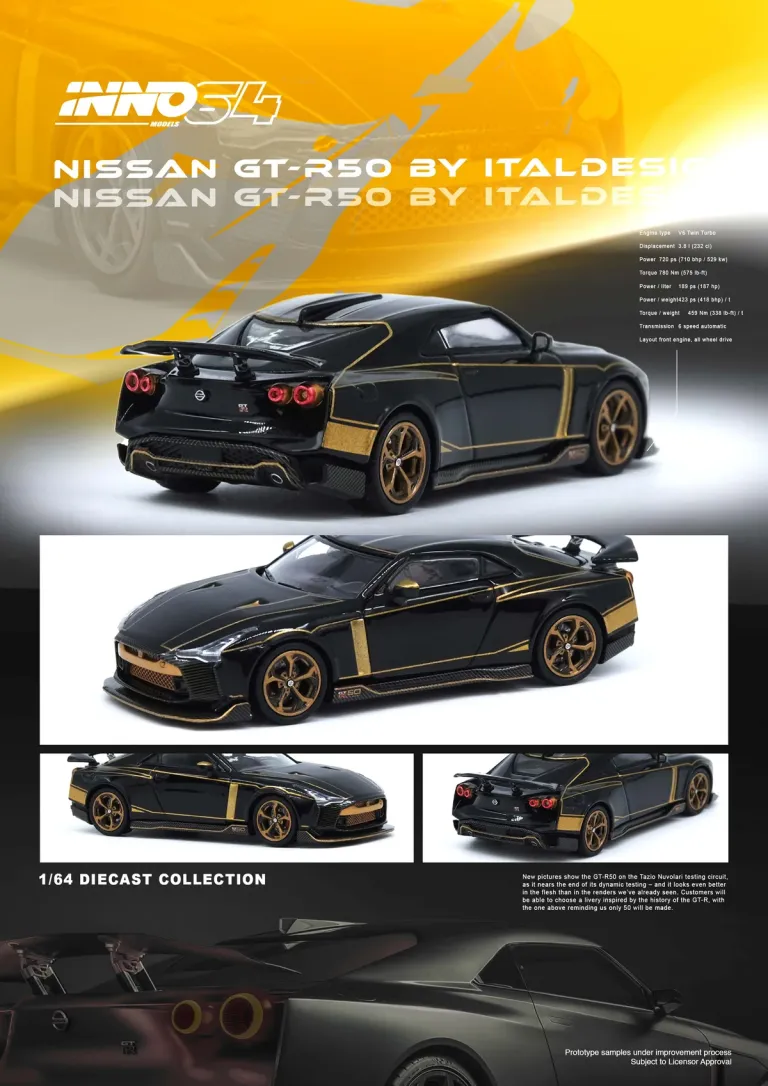 INNO64
MODELS
NISSAN GT-R50 BY ITALDESIGN
NISSAN GT-R50 BY ITALDES
Engine type V6 Twin Turbo
Displacement 3.8 l (232 ci)
Power 720 ps (710 bhp / 529 kw)
Torque 780 Nm (575 lb-ft)
Power / liter 189 ps (187 hp)
Power / weight423 ps (418 bhp) / t
Torque / weight 459 Nm (338 lb-ft) / t
Transmission 6 speed automatic
Layout front engine, all wheel drive
1/64 DIECAST COLLECTION
New pictures show the GT-R50 on the Tazio Nuvolari testing circuit,
as it nears the end of its dynamic testing – and it looks even better
in the flesh than in the renders we've already seen. Customers will
be able to choose a livery inspired by the history of the GT-R, with
the one above reminding us only 50 will be made.
Prototype samples under improvement process
Subject to Licensor Approval